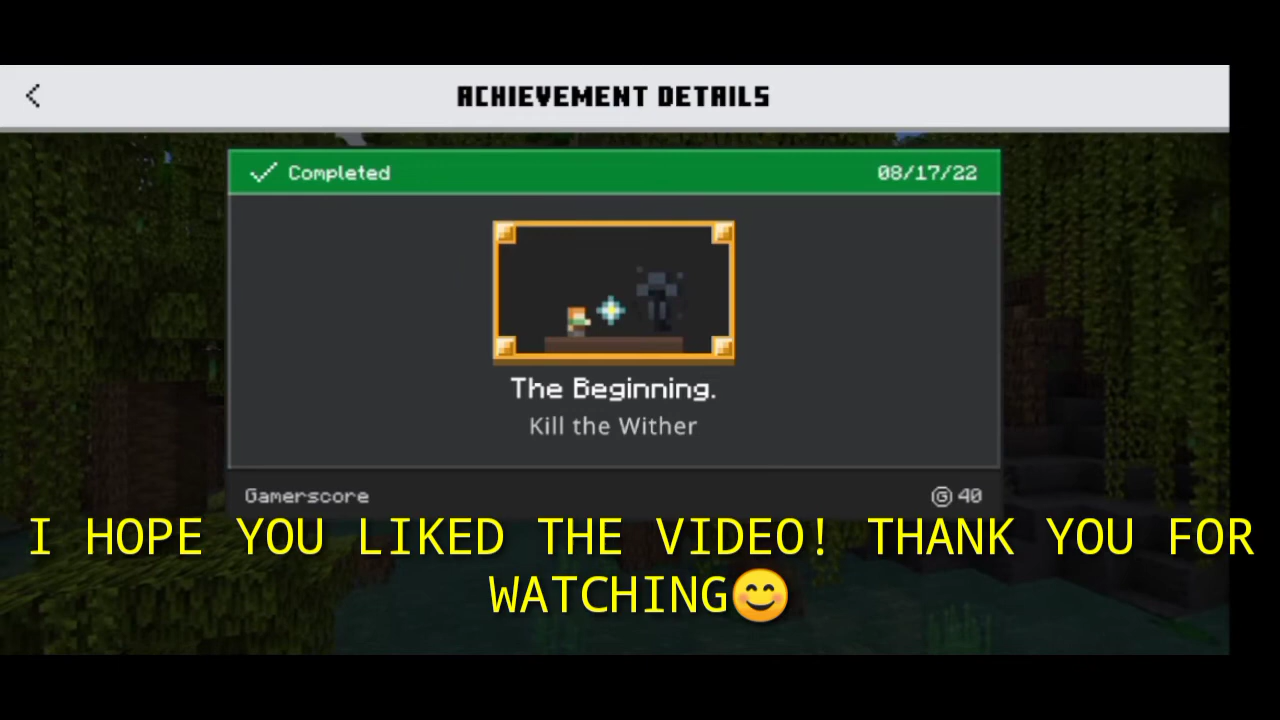 ACHIEVEMENT DETAILS
Completed 08/17/22
The Beginning.
Kill the Wither
Gamerscore G 40
I HOPE YOU LIKED THE VIDEO! THANK YOU FOR
WATCHING😊